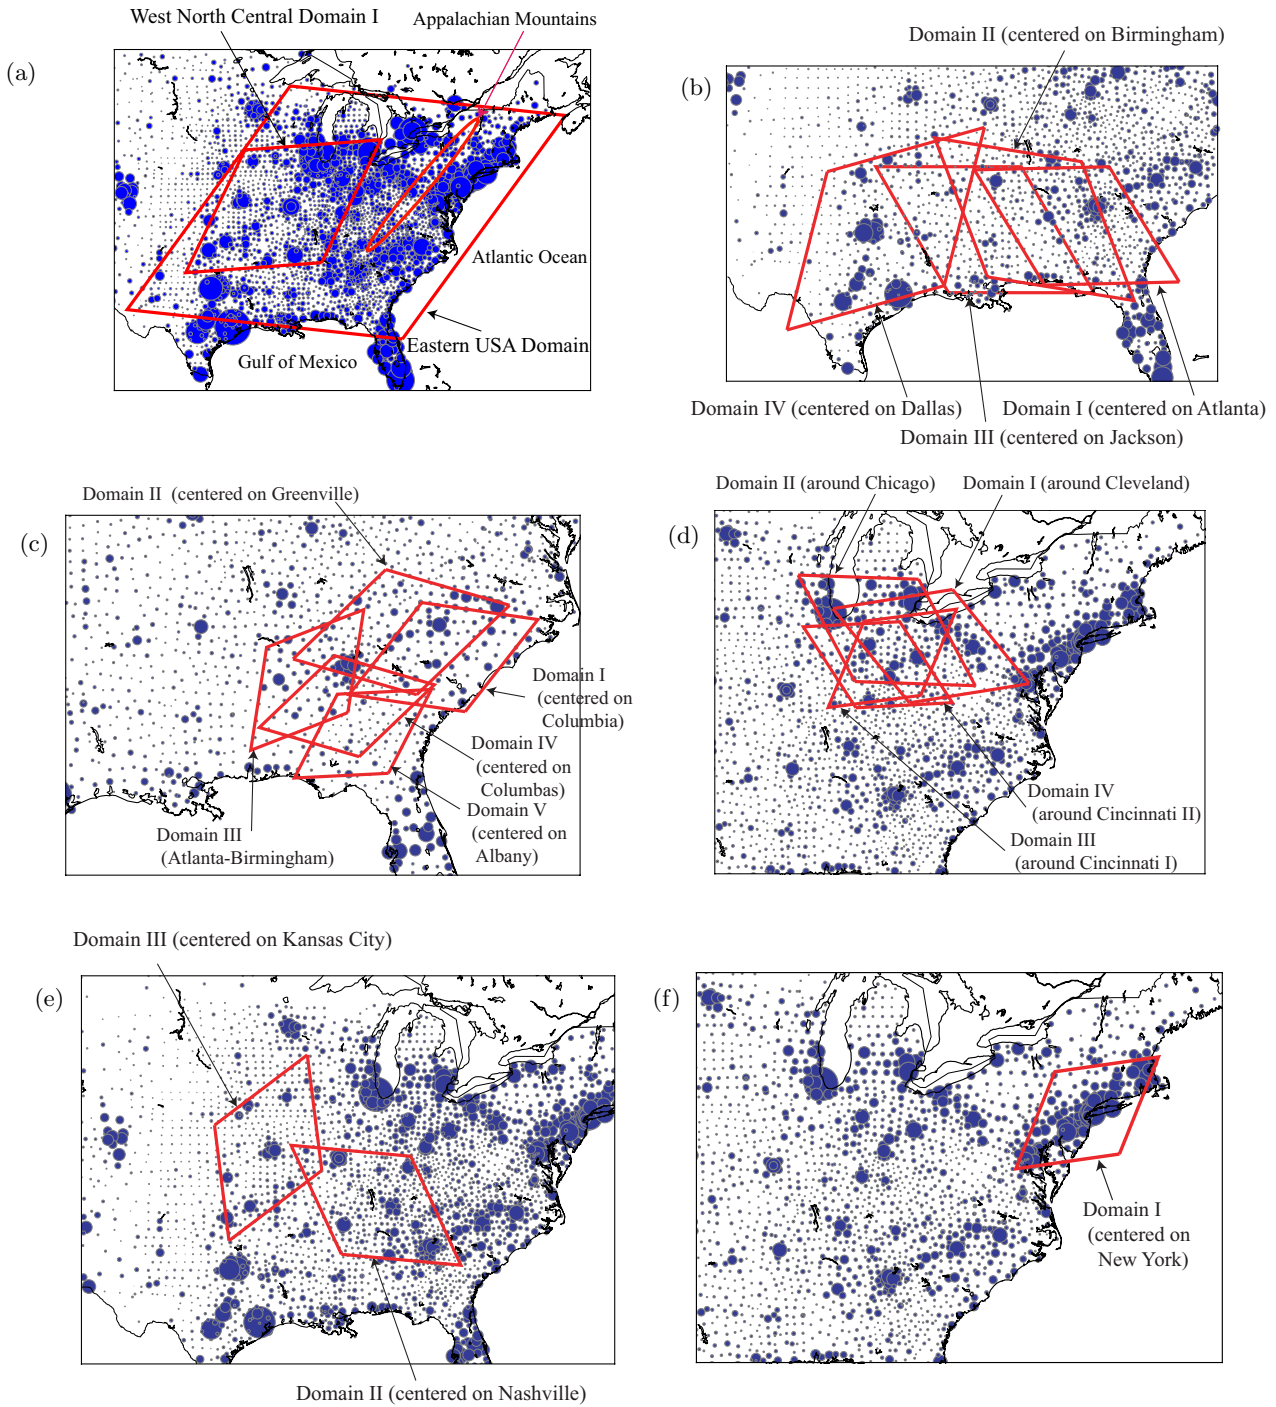 West North Central Domain I
Appalachian Mountains
(a)
Atlantic Ocean
Eastern USA Domain
Gulf of Mexico
Domain II (centered on Birmingham)
(b)
Domain IV (centered on Dallas)
Domain I (centered on Atlanta)
Domain III (centered on Jackson)
Domain II (centered on Greenville)
(c)
Domain I
(centered on
Columbia)
Domain IV
(centered on
Columbas)
Domain V
(centered on
Albany)
Domain III
(Atlanta-Birmingham)
Domain II (around Chicago)
Domain I (around Cleveland)
(d)
Domain IV
(around Cincinnati II)
Domain III
(around Cincinnati I)
Domain III (centered on Kansas City)
(e)
Domain II (centered on Nashville)
(f)
Domain I
(centered on
New York)